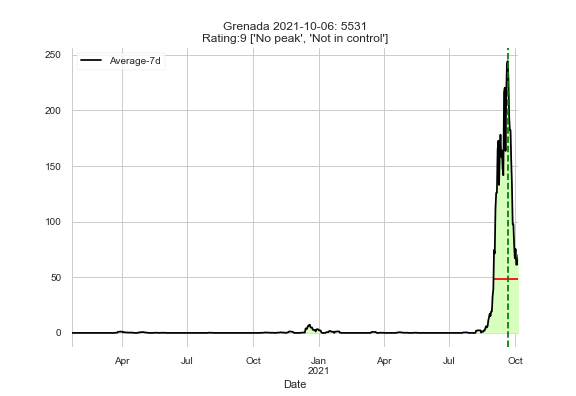 Grenada 2021-10-06: 5531
Rating:9 ['No peak', 'Not in control']
Average-7d
250
200
150
100
50
0
Apr Jul Oct Jan Apr Jul Oct
2021
Date